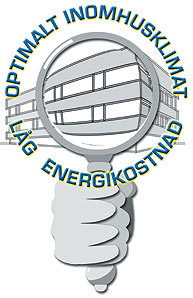 OPTIMALT INOMHUSKLIMAT
LÅG ENERGIKOSTNAD